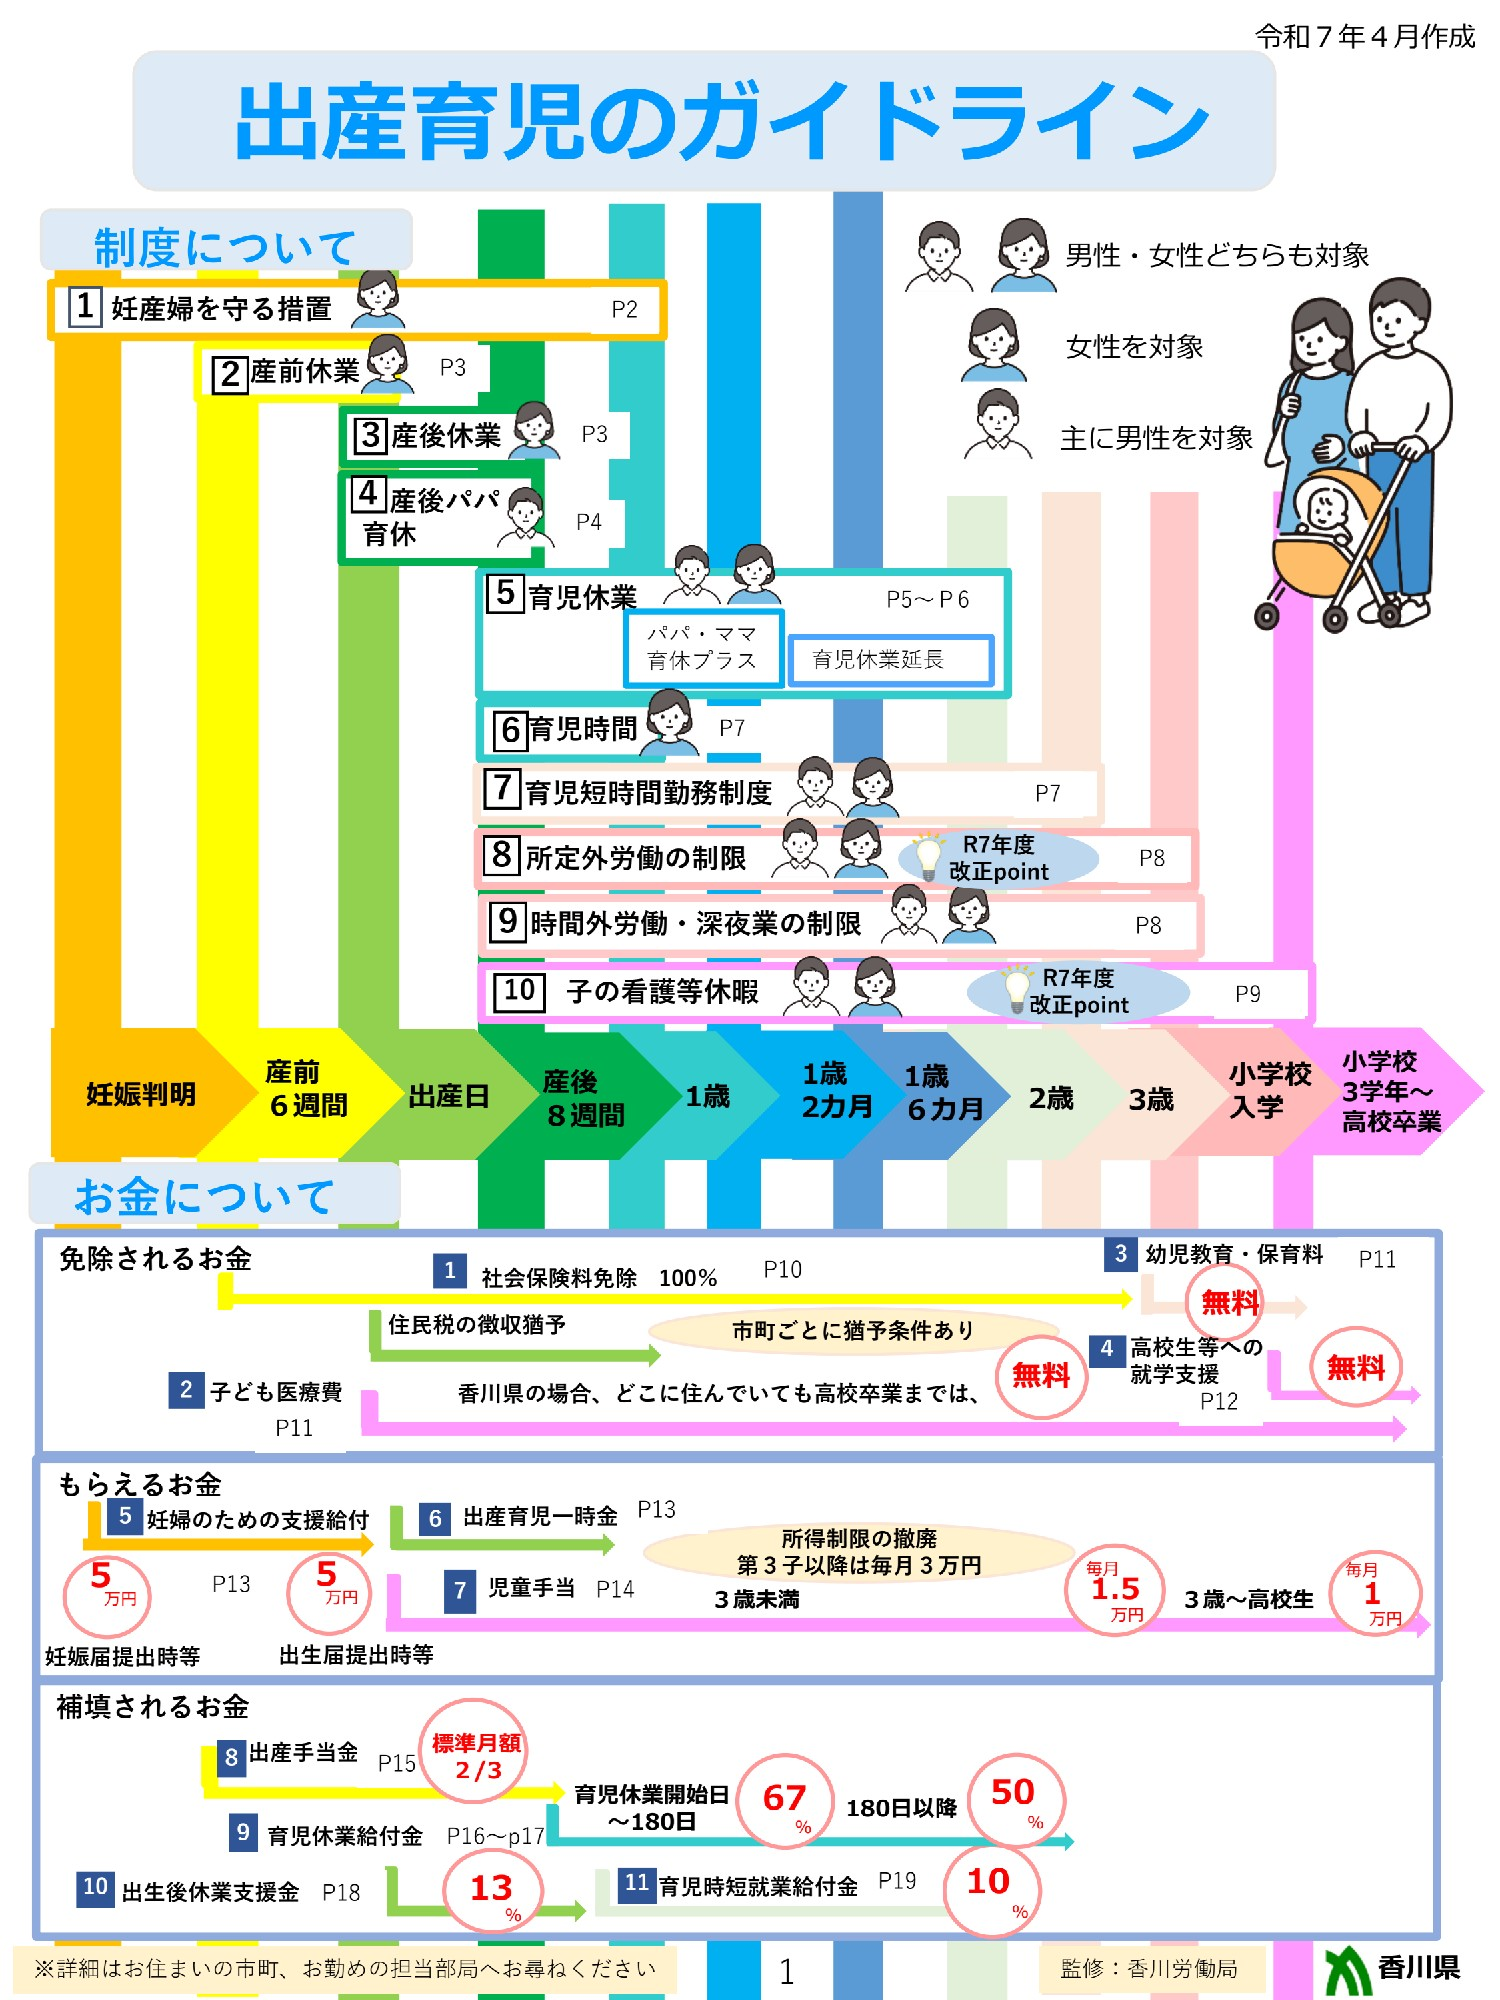 令和７年４月作成
出産育児のガイドライン
制度について
男性・女性どちらも対象
女性を対象
主に男性を対象
1 妊産婦を守る措置 P2
2 産前休業 P3
3 産後休業 P3
4 産後パパ
育休 P4
5 育児休業 P5～P６
パパ・ママ
育休プラス
育児休業延長
6 育児時間 P7
7 育児短時間勤務制度 P7
8 所定外労働の制限 P8
R7年度
改正point
9 時間外労働・深夜業の制限 P8
10 子の看護等休暇 P9
R7年度
改正point
妊娠判明
産前
６週間
出産日
産後
８週間
1歳
1歳
2カ月
1歳
６カ月
2歳
3歳
小学校
入学
小学校
3学年～
高校卒業
お金について
免除されるお金
1 社会保険料免除 100% P10
3 幼児教育・保育料 P11
無料
住民税の徴収猶予
市町ごとに猶予条件あり
2 子ども医療費
P11
香川県の場合、どこに住んでいても高校卒業までは、
無料
4 高校生等への
就学支援
P12
無料
もらえるお金
5 妊婦のための支援給付
6 出産育児一時金 P13
所得制限の撤廃
第３子以降は毎月３万円
5
万円
P13
5
万円
妊娠届提出時等
出生届提出時等
7 児童手当 P14
３歳未満
毎月
1.5
万円
３歳～高校生
毎月
1
万円
補填されるお金
8 出産手当金 P15
標準月額
２/３
9 育児休業給付金 P16～p17
育児休業開始日
～180日
67
%
180日以降
50
%
10 出生後休業支援金 P18
13
%
11 育児時短就業給付金 P19
10
%
※詳細はお住まいの市町、お勤めの担当部局へお尋ねください
1
監修：香川労働局
香川県